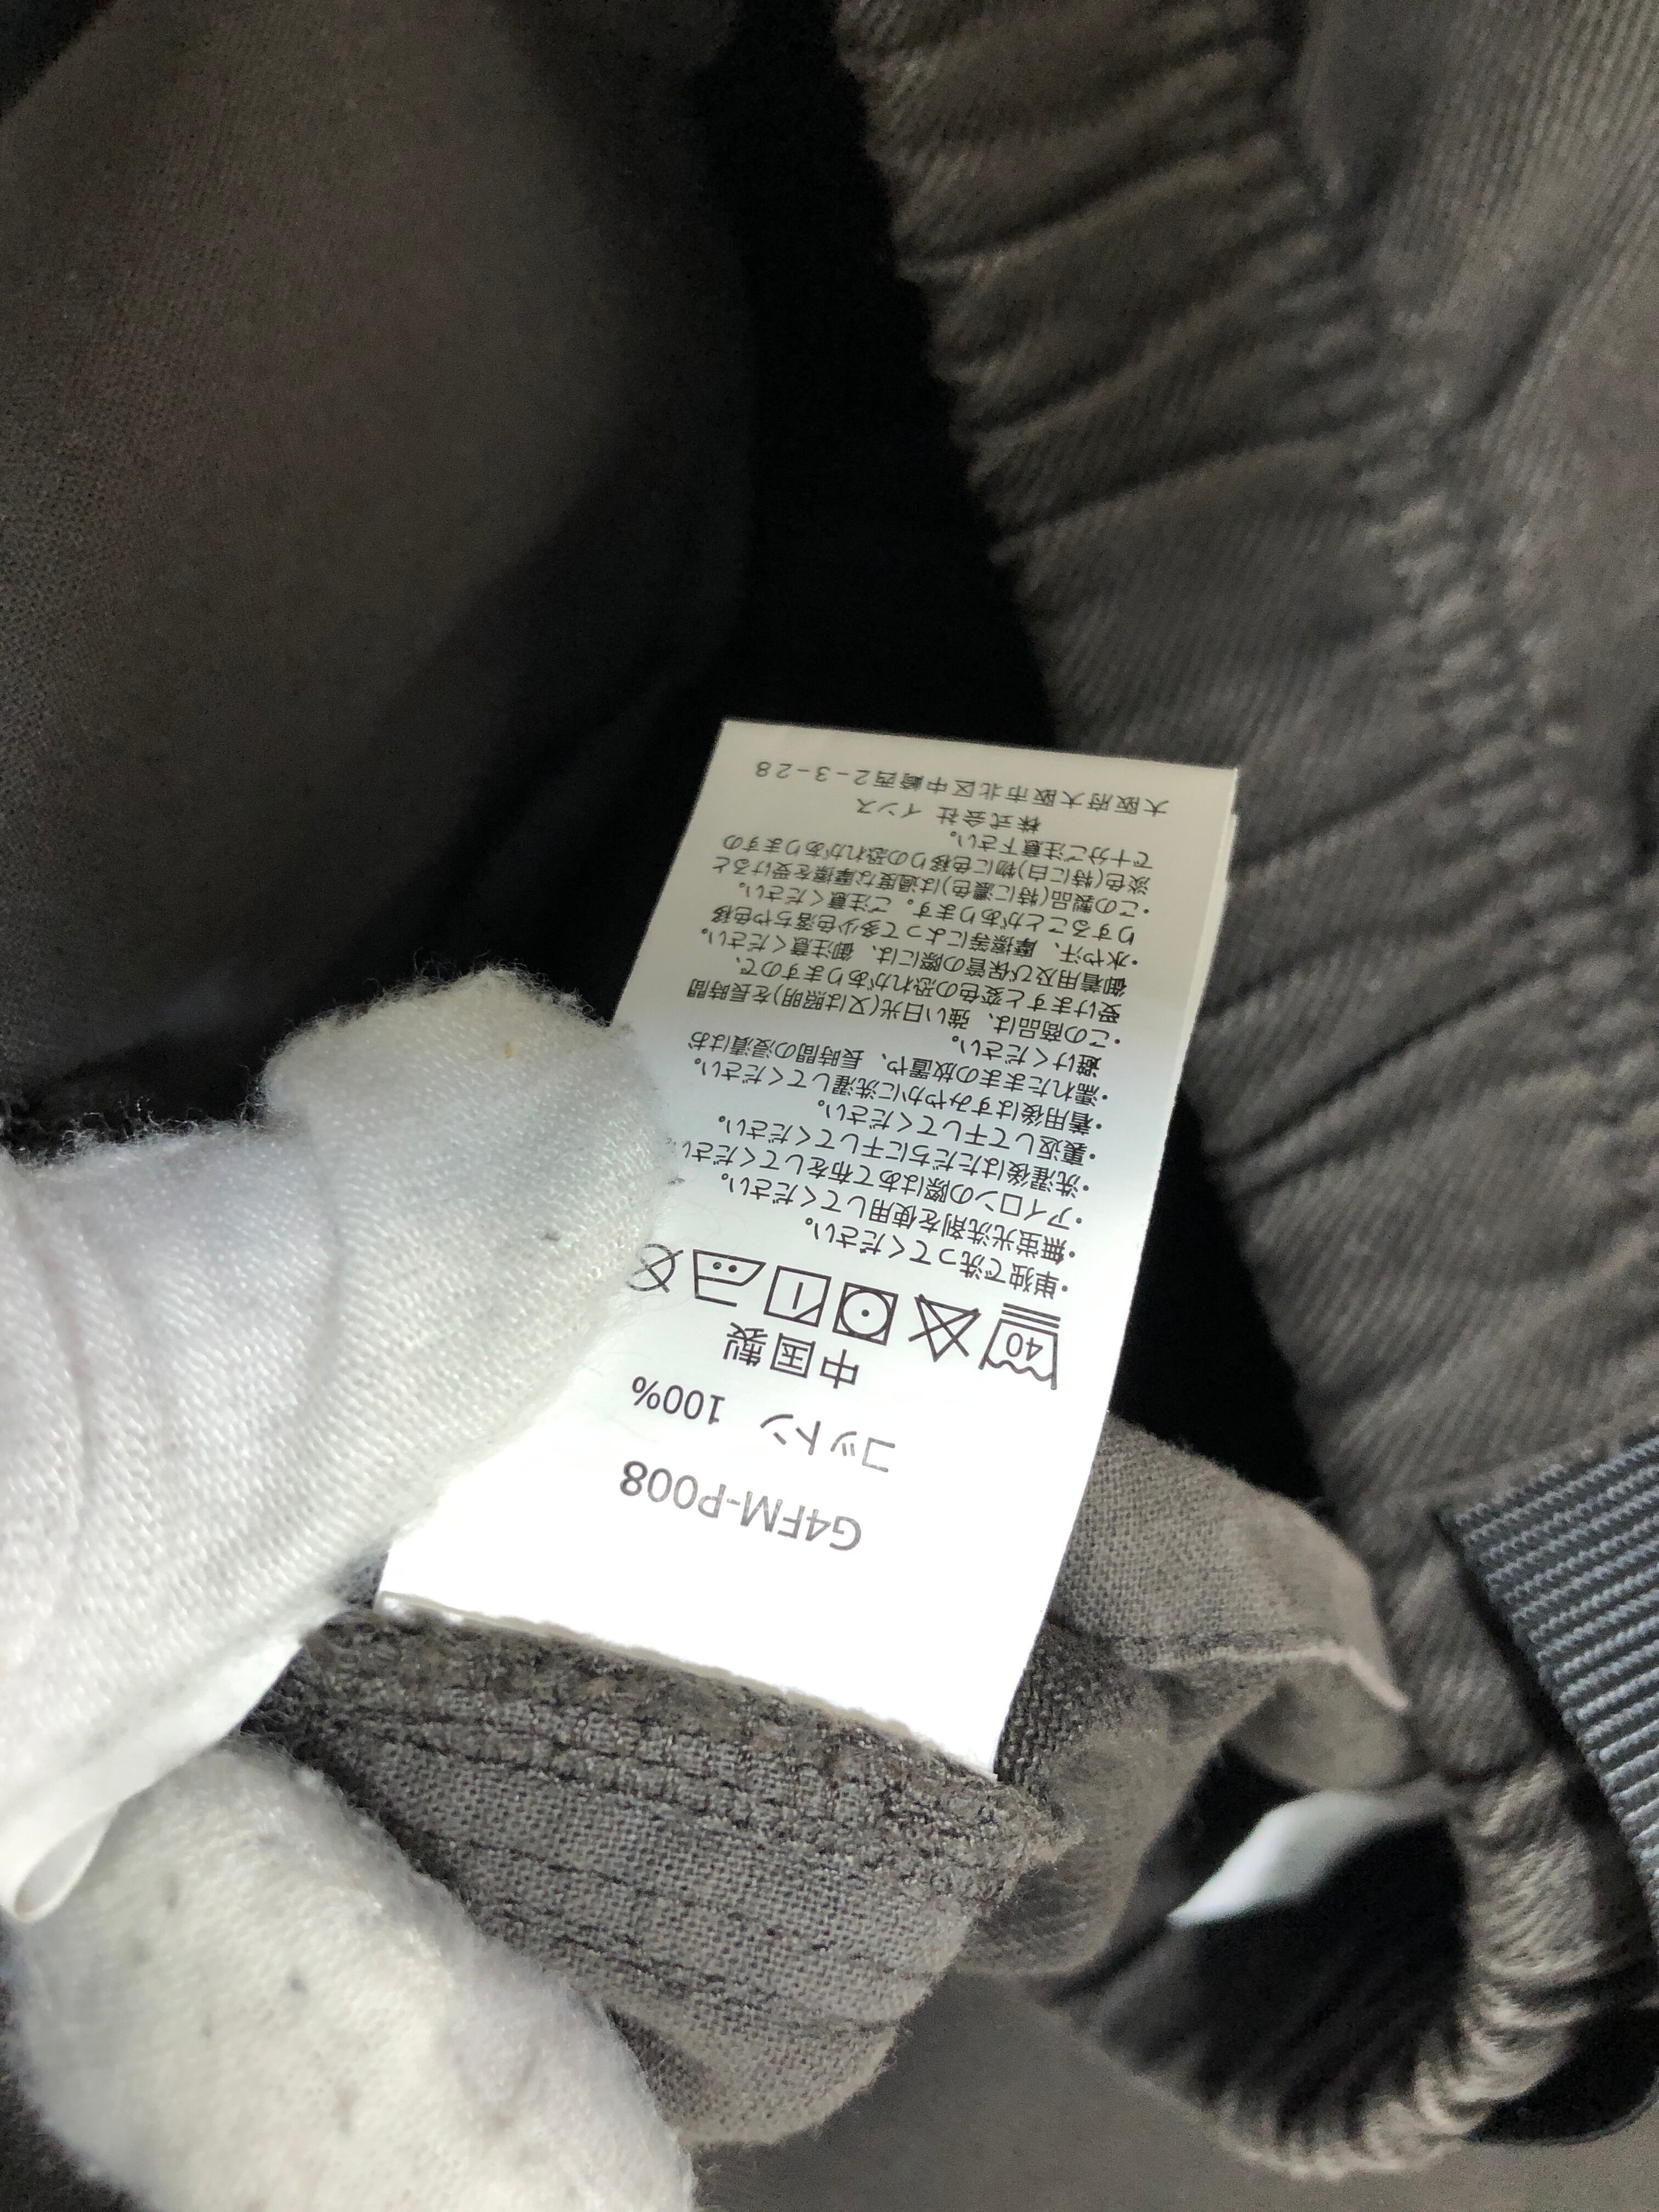 G4FM-P008
コットン 100%
中国製
40
・単独で洗ってください。
・無蛍光洗剤を使用してください。
・アイロンの際はあて布をしてください
・洗濯後はただちに干してください。
・裏返して干してください。
・着用後はすみやかに洗濯してください。
・濡れたままの放置や、長時間の浸漬はお
避けください。
・この商品は、強い日光(又は照明)を長時間
受けますと変色の恐れがありますので、
御着用及び保管の際には、御注意ください。
・水や汗、摩擦等によって多少色落ちや色移
りすることがあります。ご注意ください。
・この製品(特に濃色)は過度な摩擦を受けると
淡色(特に白)物に色移りの恐れがありますの
で十分ご注意下さい。
株式会社 インス
大阪府大阪市北区中崎西2-3-28